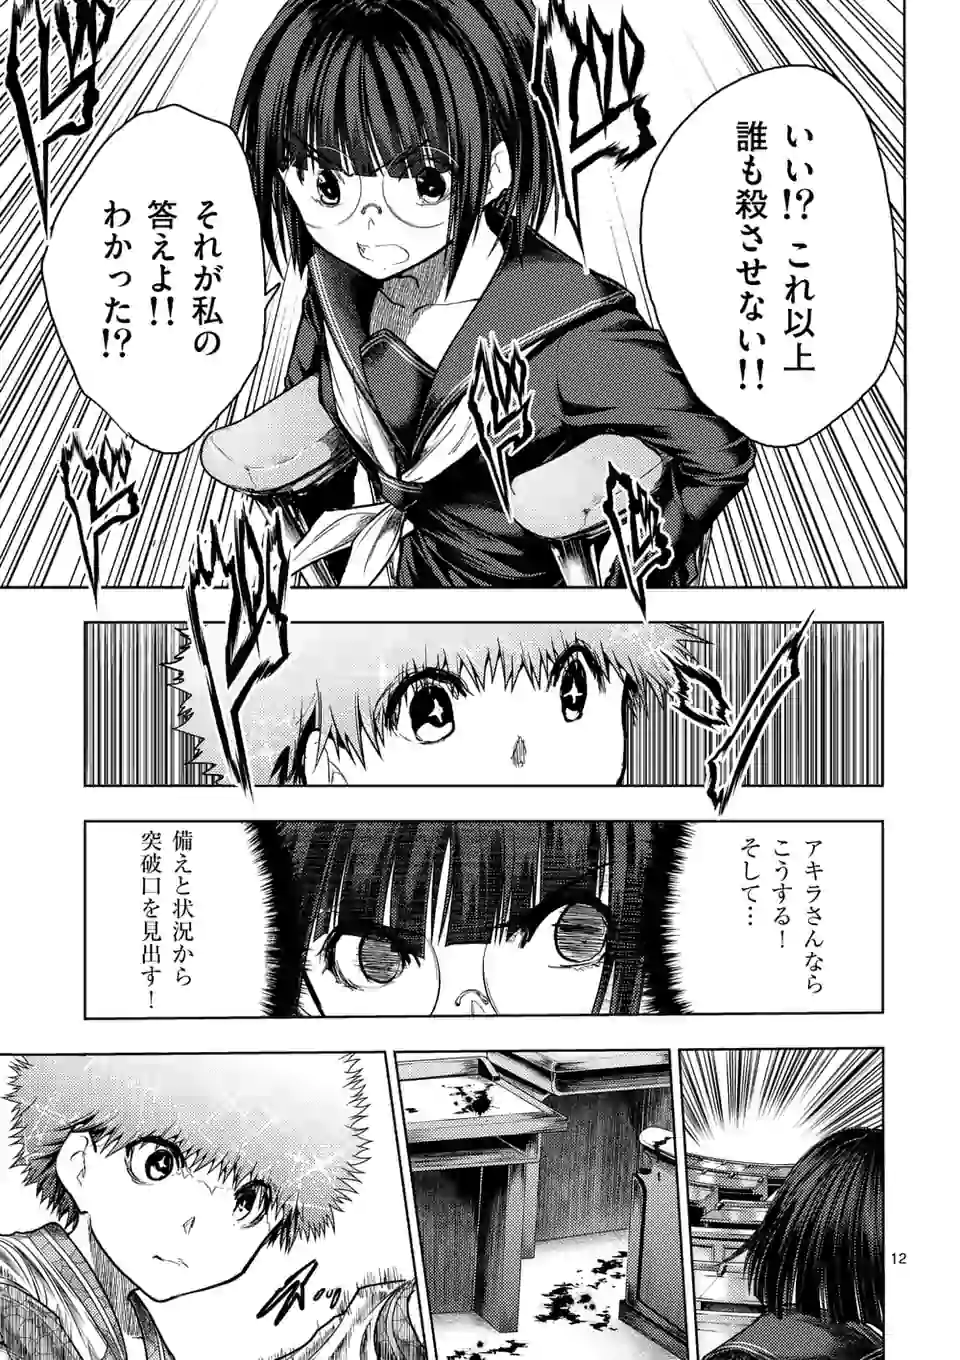 いい!?これ以上
誰も殺させない!!
それが私の
答えよ!!
わかった!?
アキラさんなら
こうする！
そして…
備えと状況から
突破口を見出す！
12